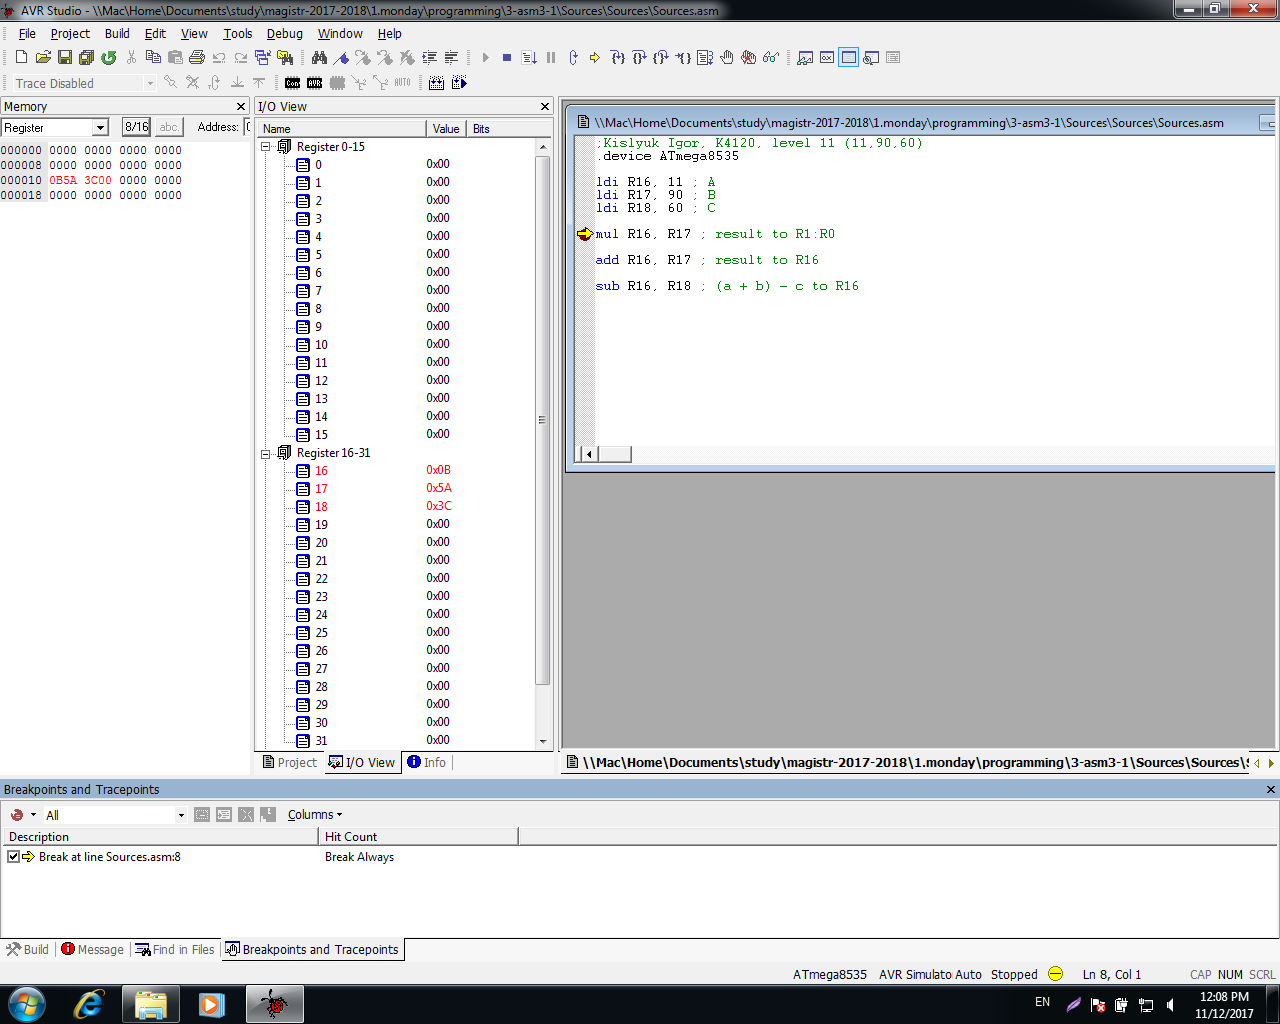 AVR Studio - \\Mac\Home\Documents\study\magistr-2017-2018\1.monday\programming\3-asm3-1\Sources\Sources\Sources.asm
File Project Build Edit View Tools Debug Window Help
Trace Disabled
Con AVR AUTO
Memory
Register 8/16 abc. Address:
000000 0000 0000 0000 0000
000008 0000 0000 0000 0000
000010 0B5A 3C00 0000 0000
000018 0000 0000 0000 0000
I/O View
Name Value Bits
Register 0-15
0 0x00
1 0x00
2 0x00
3 0x00
4 0x00
5 0x00
6 0x00
7 0x00
8 0x00
9 0x00
10 0x00
11 0x00
12 0x00
13 0x00
14 0x00
15 0x00
Register 16-31
16 0x0B
17 0x5A
18 0x3C
19 0x00
20 0x00
21 0x00
22 0x00
23 0x00
24 0x00
25 0x00
26 0x00
27 0x00
28 0x00
29 0x00
30 0x00
31 0x00
Project I/O View Info
\\Mac\Home\Documents\study\magistr-2017-2018\1.monday\programming\3-asm3-1\Sources\Sources\Sources.asm
;Kislyuk Igor, K4120, level 11 (11,90,60)
.device ATmega8535
ldi R16, 11 ; A
ldi R17, 90 ; B
ldi R18, 60 ; C
mul R16, R17 ; result to R1:R0
add R16, R17 ; result to R16
sub R16, R18 ; (a + b) - c to R16
\\Mac\Home\Documents\study\magistr-2017-2018\1.monday\programming\3-asm3-1\Sources\Sources\S
Breakpoints and Tracepoints
All Columns
Description Hit Count
Break at line Sources.asm:8 Break Always
Build Message Find in Files Breakpoints and Tracepoints
ATmega8535 AVR Simulato Auto Stopped Ln 8, Col 1 CAP NUM SCRL
EN 12:08 PM
11/12/2017